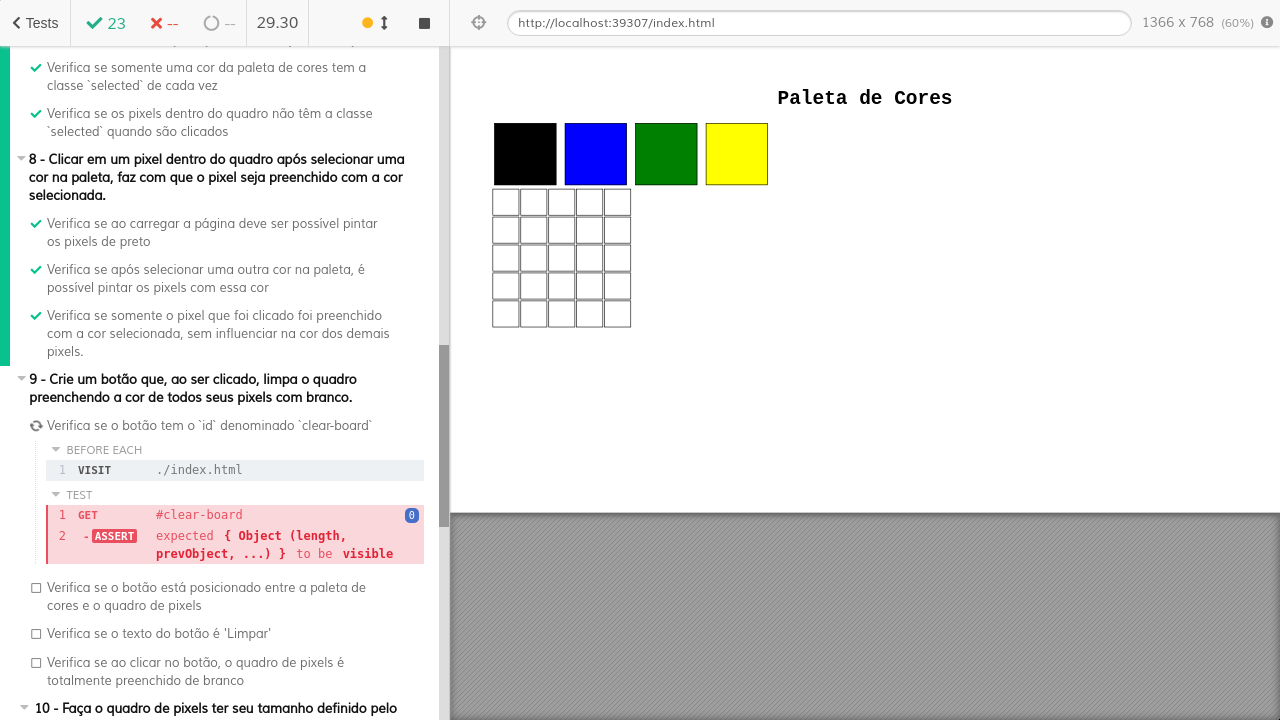 Tests 23 -- -- 29.30 http://localhost:39307/index.html 1366 x 768 (60%)
Verifica se somente uma cor da paleta de cores tem a
classe `selected` de cada vez
Verifica se os pixels dentro do quadro não têm a classe
`selected` quando são clicados
8 - Clicar em um pixel dentro do quadro após selecionar uma
cor na paleta, faz com que o pixel seja preenchido com a cor
selecionada.
Verifica se ao carregar a página deve ser possível pintar
os pixels de preto
Verifica se após selecionar uma outra cor na paleta, é
possível pintar os pixels com essa cor
Verifica se somente o pixel que foi clicado foi preenchido
com a cor selecionada, sem influenciar na cor dos demais
pixels.
9 - Crie um botão que, ao ser clicado, limpa o quadro
preenchendo a cor de todos seus pixels com branco.
Verifica se o botão tem o `id` denominado `clear-board`
BEFORE EACH
1 VISIT ./index.html
TEST
1 GET #clear-board 0
2 -ASSERT expected { Object (length,
prevObject, ...) } to be visible
Verifica se o botão está posicionado entre a paleta de
cores e o quadro de pixels
Verifica se o texto do botão é 'Limpar'
Verifica se ao clicar no botão, o quadro de pixels é
totalmente preenchido de branco
10 - Faça o quadro de pixels ter seu tamanho definido pelo
Paleta de Cores